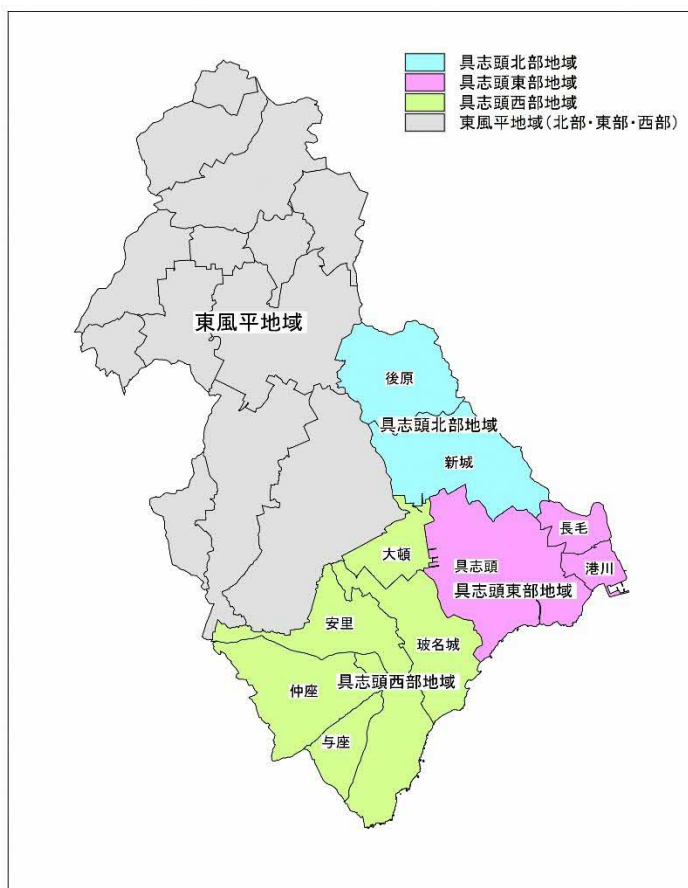 具志頭北部地域
具志頭東部地域
具志頭西部地域
東風平地域(北部・東部・西部)
東風平地域
後原
具志頭北部地域
新城
長毛
大頓
具志頭
港川
具志頭東部地域
安里
玻名城
具志頭西部地域
仲座
与座